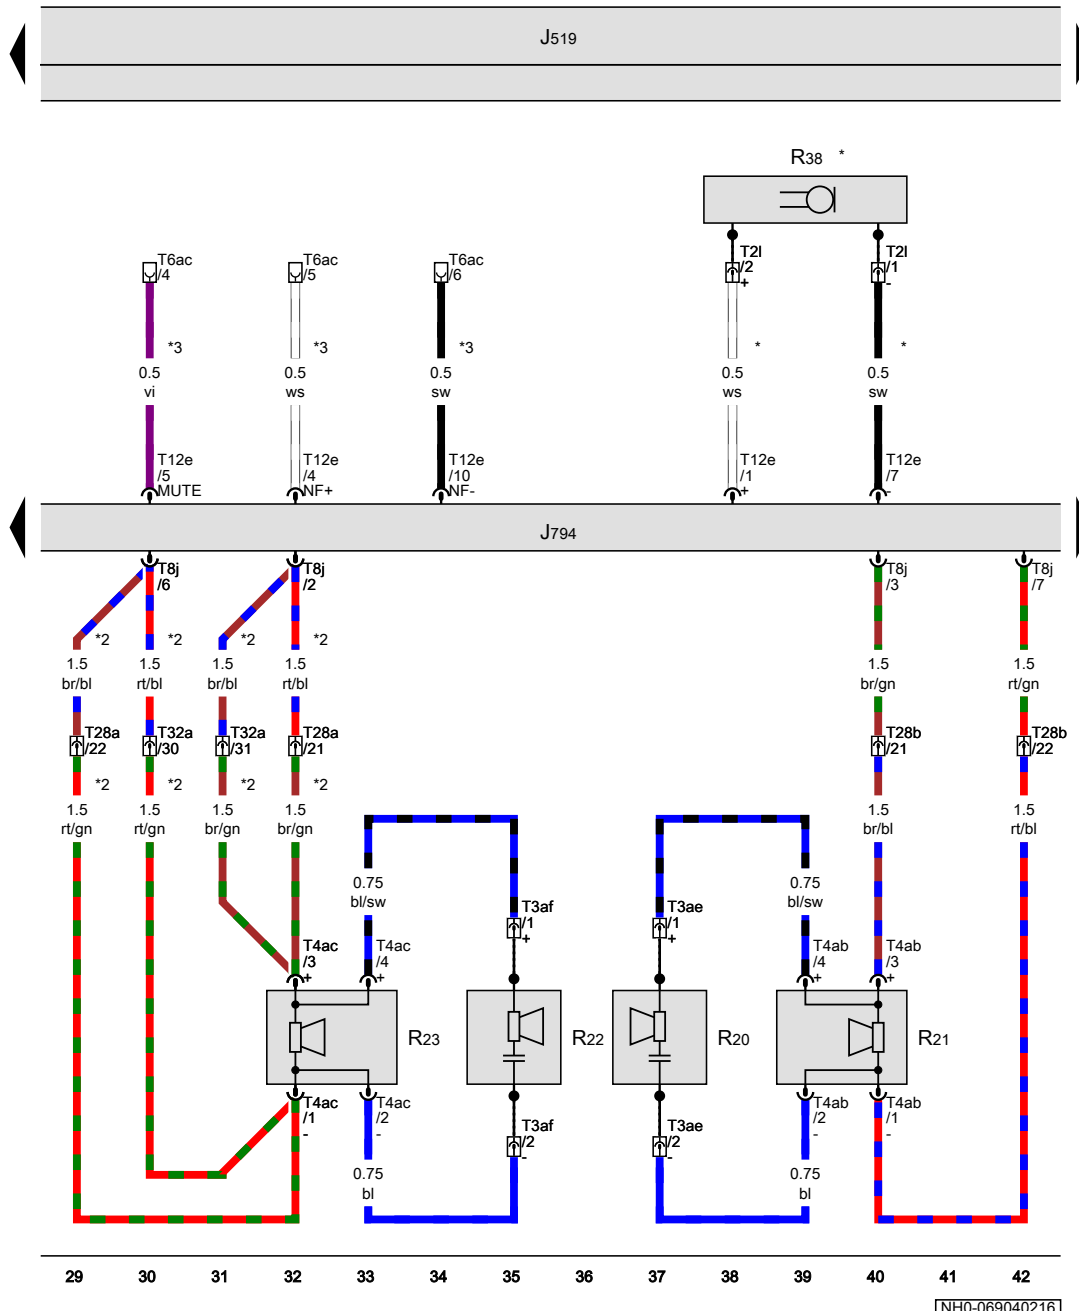 J519
R38 *
T6ac T6ac T6ac T2l T2l
/4 /5 /6 /2 /1
+ -
*3 *3 *3 * *
0.5 0.5 0.5 0.5 0.5
vi ws sw ws sw
T12e T12e T12e T12e T12e
/5 /4 /10 /1 /7
MUTE NF+ NF- + -
J794
T8j T8j T8j T8j
/6 /2 /3 /7
*2 *2 *2 *2
1.5 1.5 1.5 1.5 1.5 1.5
br/bl rt/bl br/bl rt/bl br/gn rt/gn
T28a T32a T32a T28a T28b T28b
/22 /30 /31 /21 /21 /22
*2 *2 *2 *2
1.5 1.5 1.5 1.5 1.5 1.5
rt/gn rt/gn br/gn br/gn br/bl rt/bl
0.75 0.75
bl/sw bl/sw
T3af T3ae
/1 /1
+ +
T4ac T4ac T4ab T4ab
/3 /4 /4 /3
+ + + +
R23 R22 R20 R21
T4ac T4ac T4ab T4ab
/1 /2 /2 /1
- - - -
T3af T3ae
/2 /2
- -
0.75 0.75
bl bl
29 30 31 32 33 34 35 36 37 38 39 40 41 42
NH0-069040216